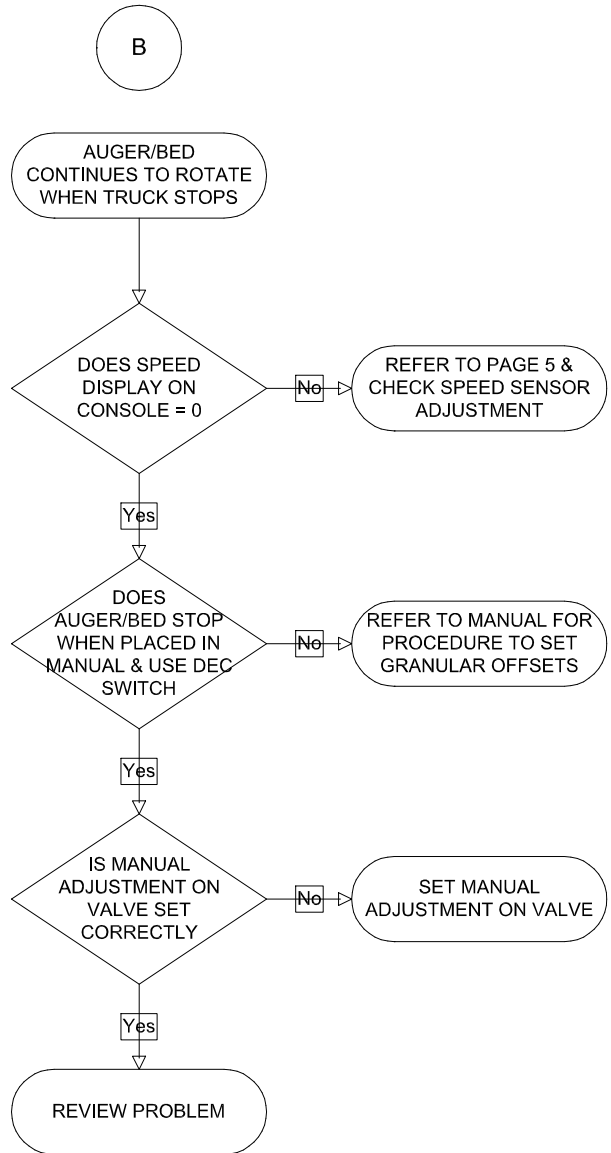 B
AUGER/BED
CONTINUES TO ROTATE
WHEN TRUCK STOPS
DOES SPEED
DISPLAY ON
CONSOLE = 0
No
REFER TO PAGE 5 &
CHECK SPEED SENSOR
ADJUSTMENT
Yes
DOES
AUGER/BED STOP
WHEN PLACED IN
MANUAL & USE DEC
SWITCH
No
REFER TO MANUAL FOR
PROCEDURE TO SET
GRANULAR OFFSETS
Yes
IS MANUAL
ADJUSTMENT ON
VALVE SET
CORRECTLY
No
SET MANUAL
ADJUSTMENT ON VALVE
Yes
REVIEW PROBLEM